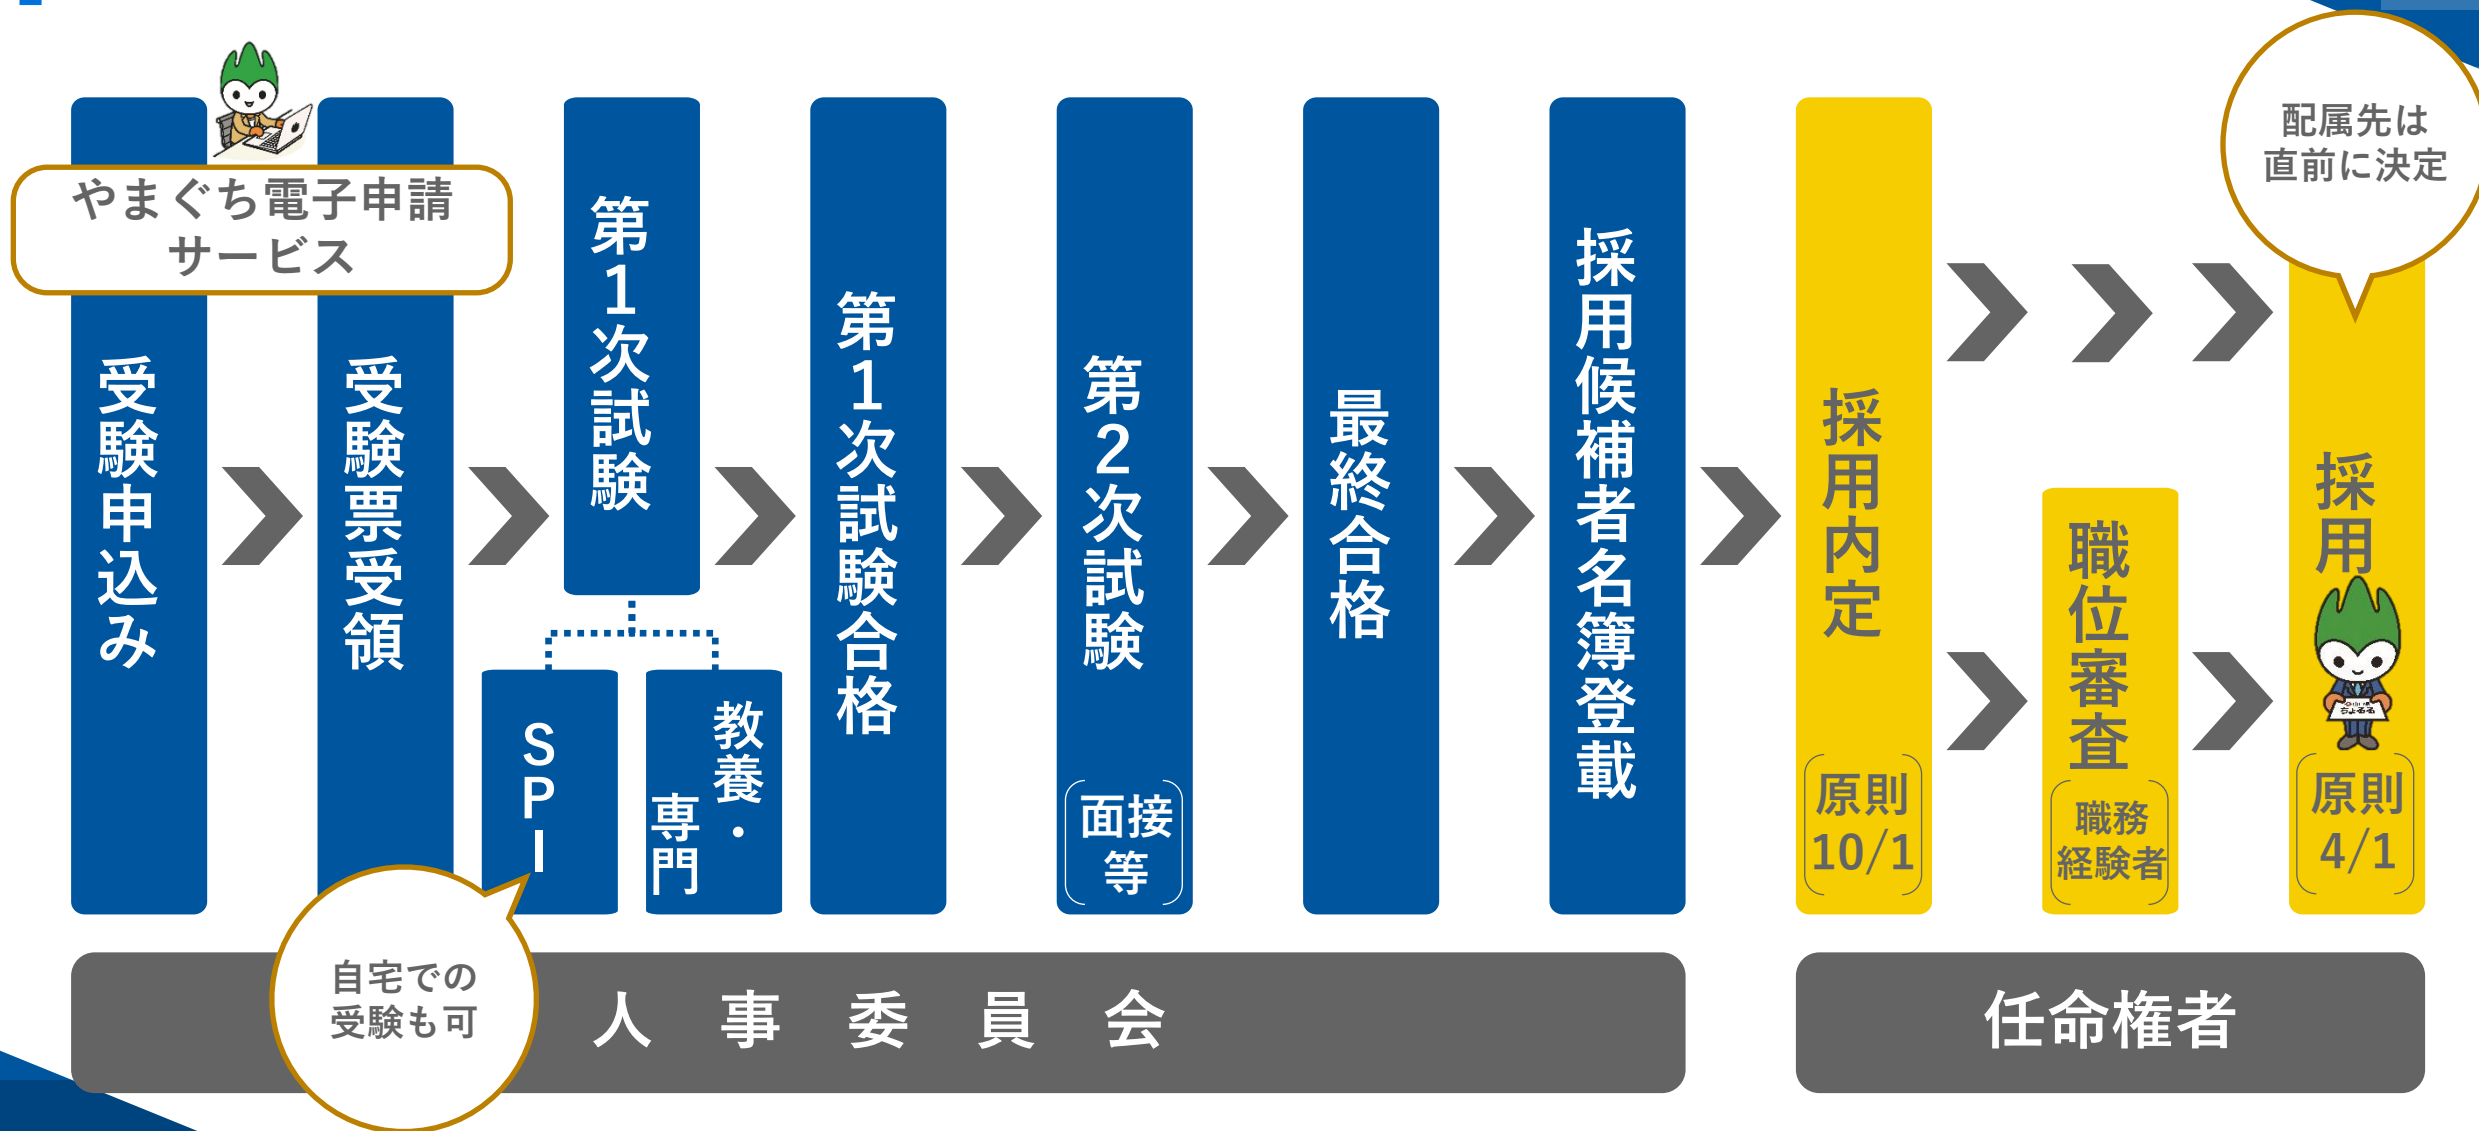 やまぐち電子申請
サービス
受験申込み
受験票受領
第1次試験
SPI
教養・
専門
自宅での
受験も可
第1次試験合格
第2次試験
面接
等
最終合格
採用候補者名簿登載
採用内定
原則
10/1
職位審査
職務
経験者
配属先は
直前に決定
採用
ちょるる
原則
4/1
人事委員会
任命権者